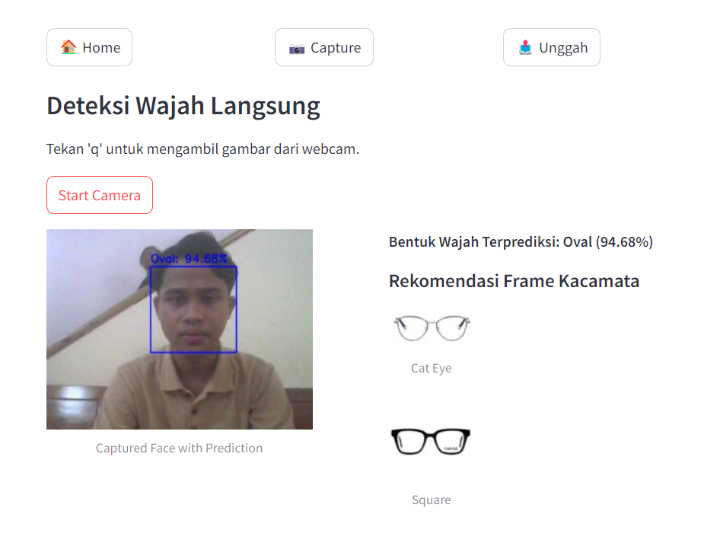 🏠 Home
📷 Capture
📤 Unggah
Deteksi Wajah Langsung
Tekan 'q' untuk mengambil gambar dari webcam.
Start Camera
Oval: 94.68%
Captured Face with Prediction
Bentuk Wajah Terprediksi: Oval (94.68%)
Rekomendasi Frame Kacamata
Cat Eye
Square